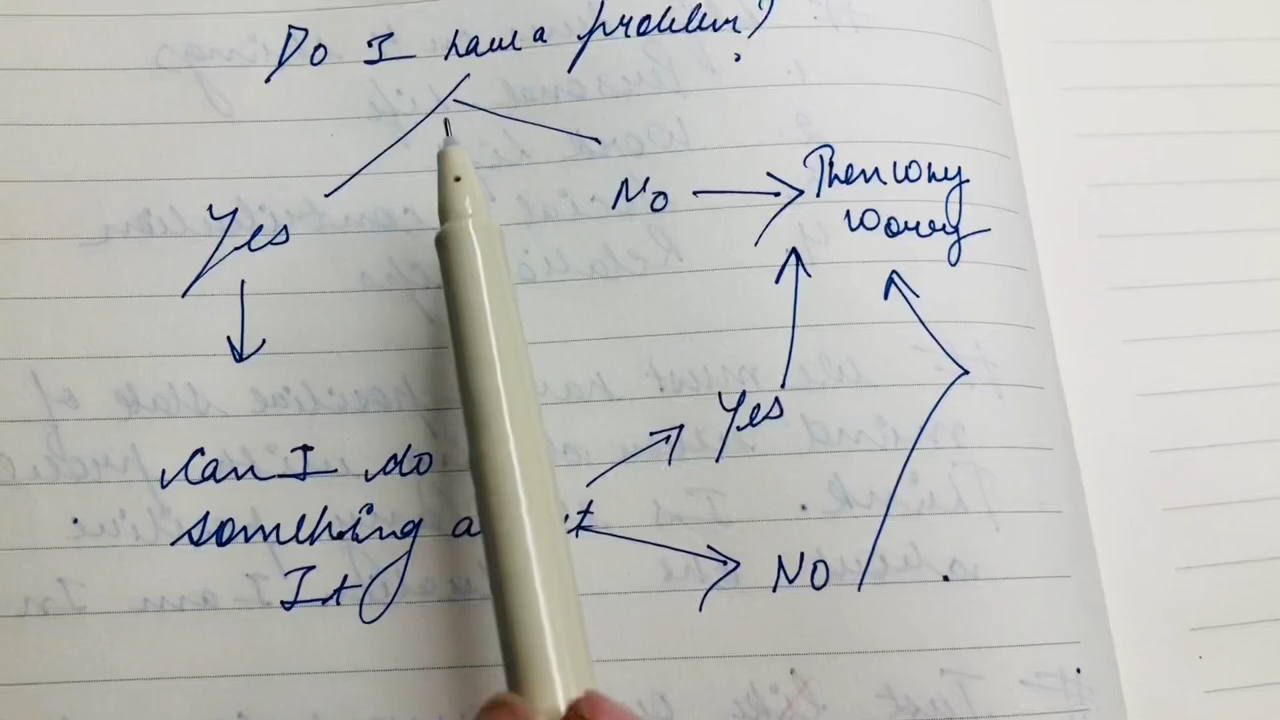 Do I have a problem?
Yes
No
Then why
worry
Yes
can I do
something a t
It
NO